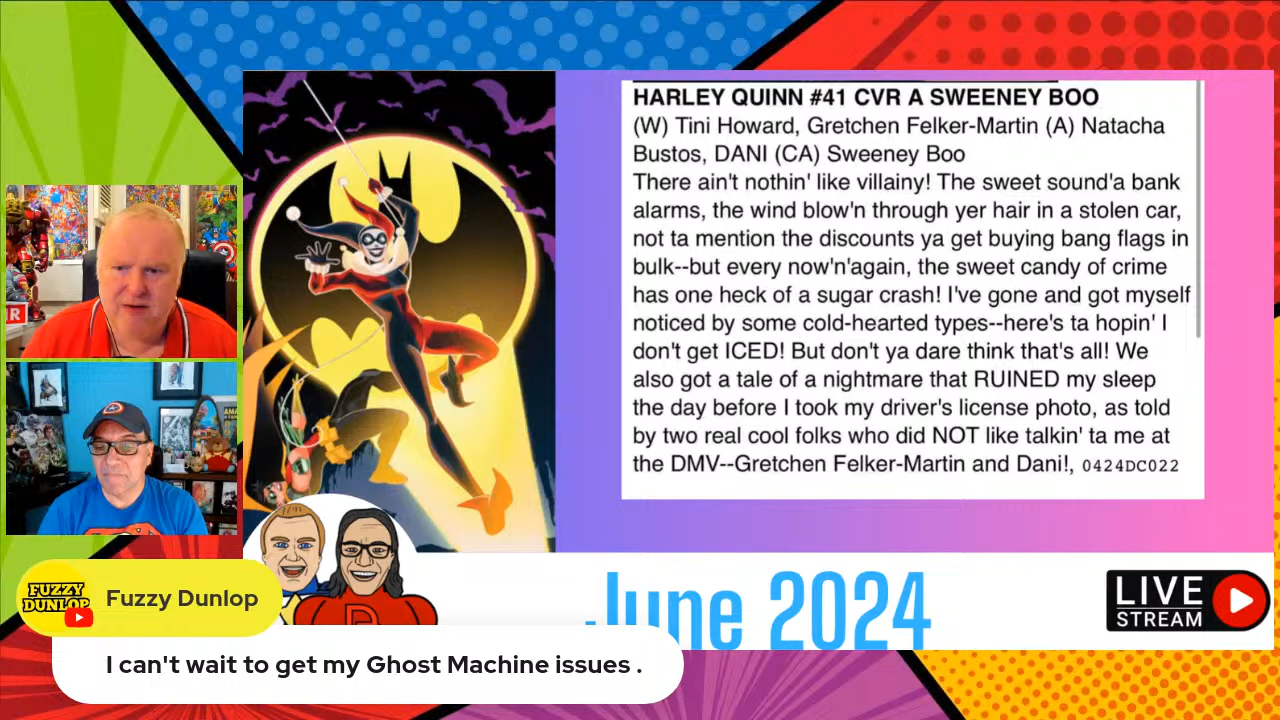 HARLEY QUINN #41 CVR A SWEENEY BOO
(W) Tini Howard, Gretchen Felker-Martin (A) Natacha
Bustos, DANI (CA) Sweeney Boo
There ain't nothin' like villainy! The sweet sound'a bank
alarms, the wind blow'n through yer hair in a stolen car,
not ta mention the discounts ya get buying bang flags in
bulk--but every now'n'again, the sweet candy of crime
has one heck of a sugar crash! I've gone and got myself
noticed by some cold-hearted types--here's ta hopin' I
don't get ICED! But don't ya dare think that's all! We
also got a tale of a nightmare that RUINED my sleep
the day before I took my driver's license photo, as told
by two real cool folks who did NOT like talkin' ta me at
the DMV--Gretchen Felker-Martin and Dani!, 0424DC022
R
June 2024
LIVE
STREAM
FUZZY
DUNLOP
Fuzzy Dunlop
I can't wait to get my Ghost Machine issues .